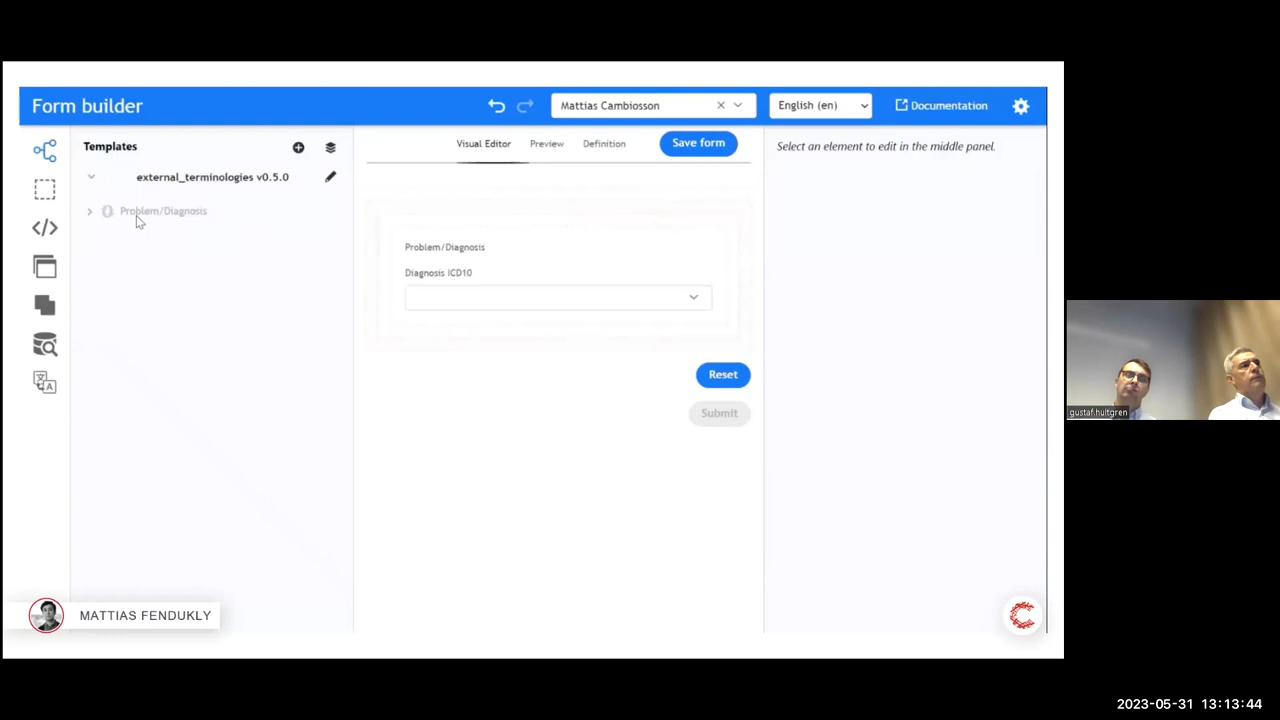 Form builder
Mattias Cambiosson
English (en)
Documentation
Templates
Visual Editor
Preview
Definition
Save form
Select an element to edit in the middle panel.
external_terminologies v0.5.0
Problem/Diagnosis
Problem/Diagnosis
Diagnosis ICD10
Reset
Submit
gustaf.hultgren
MATTIAS FENDUKLY
2023-05-31 13:13:44